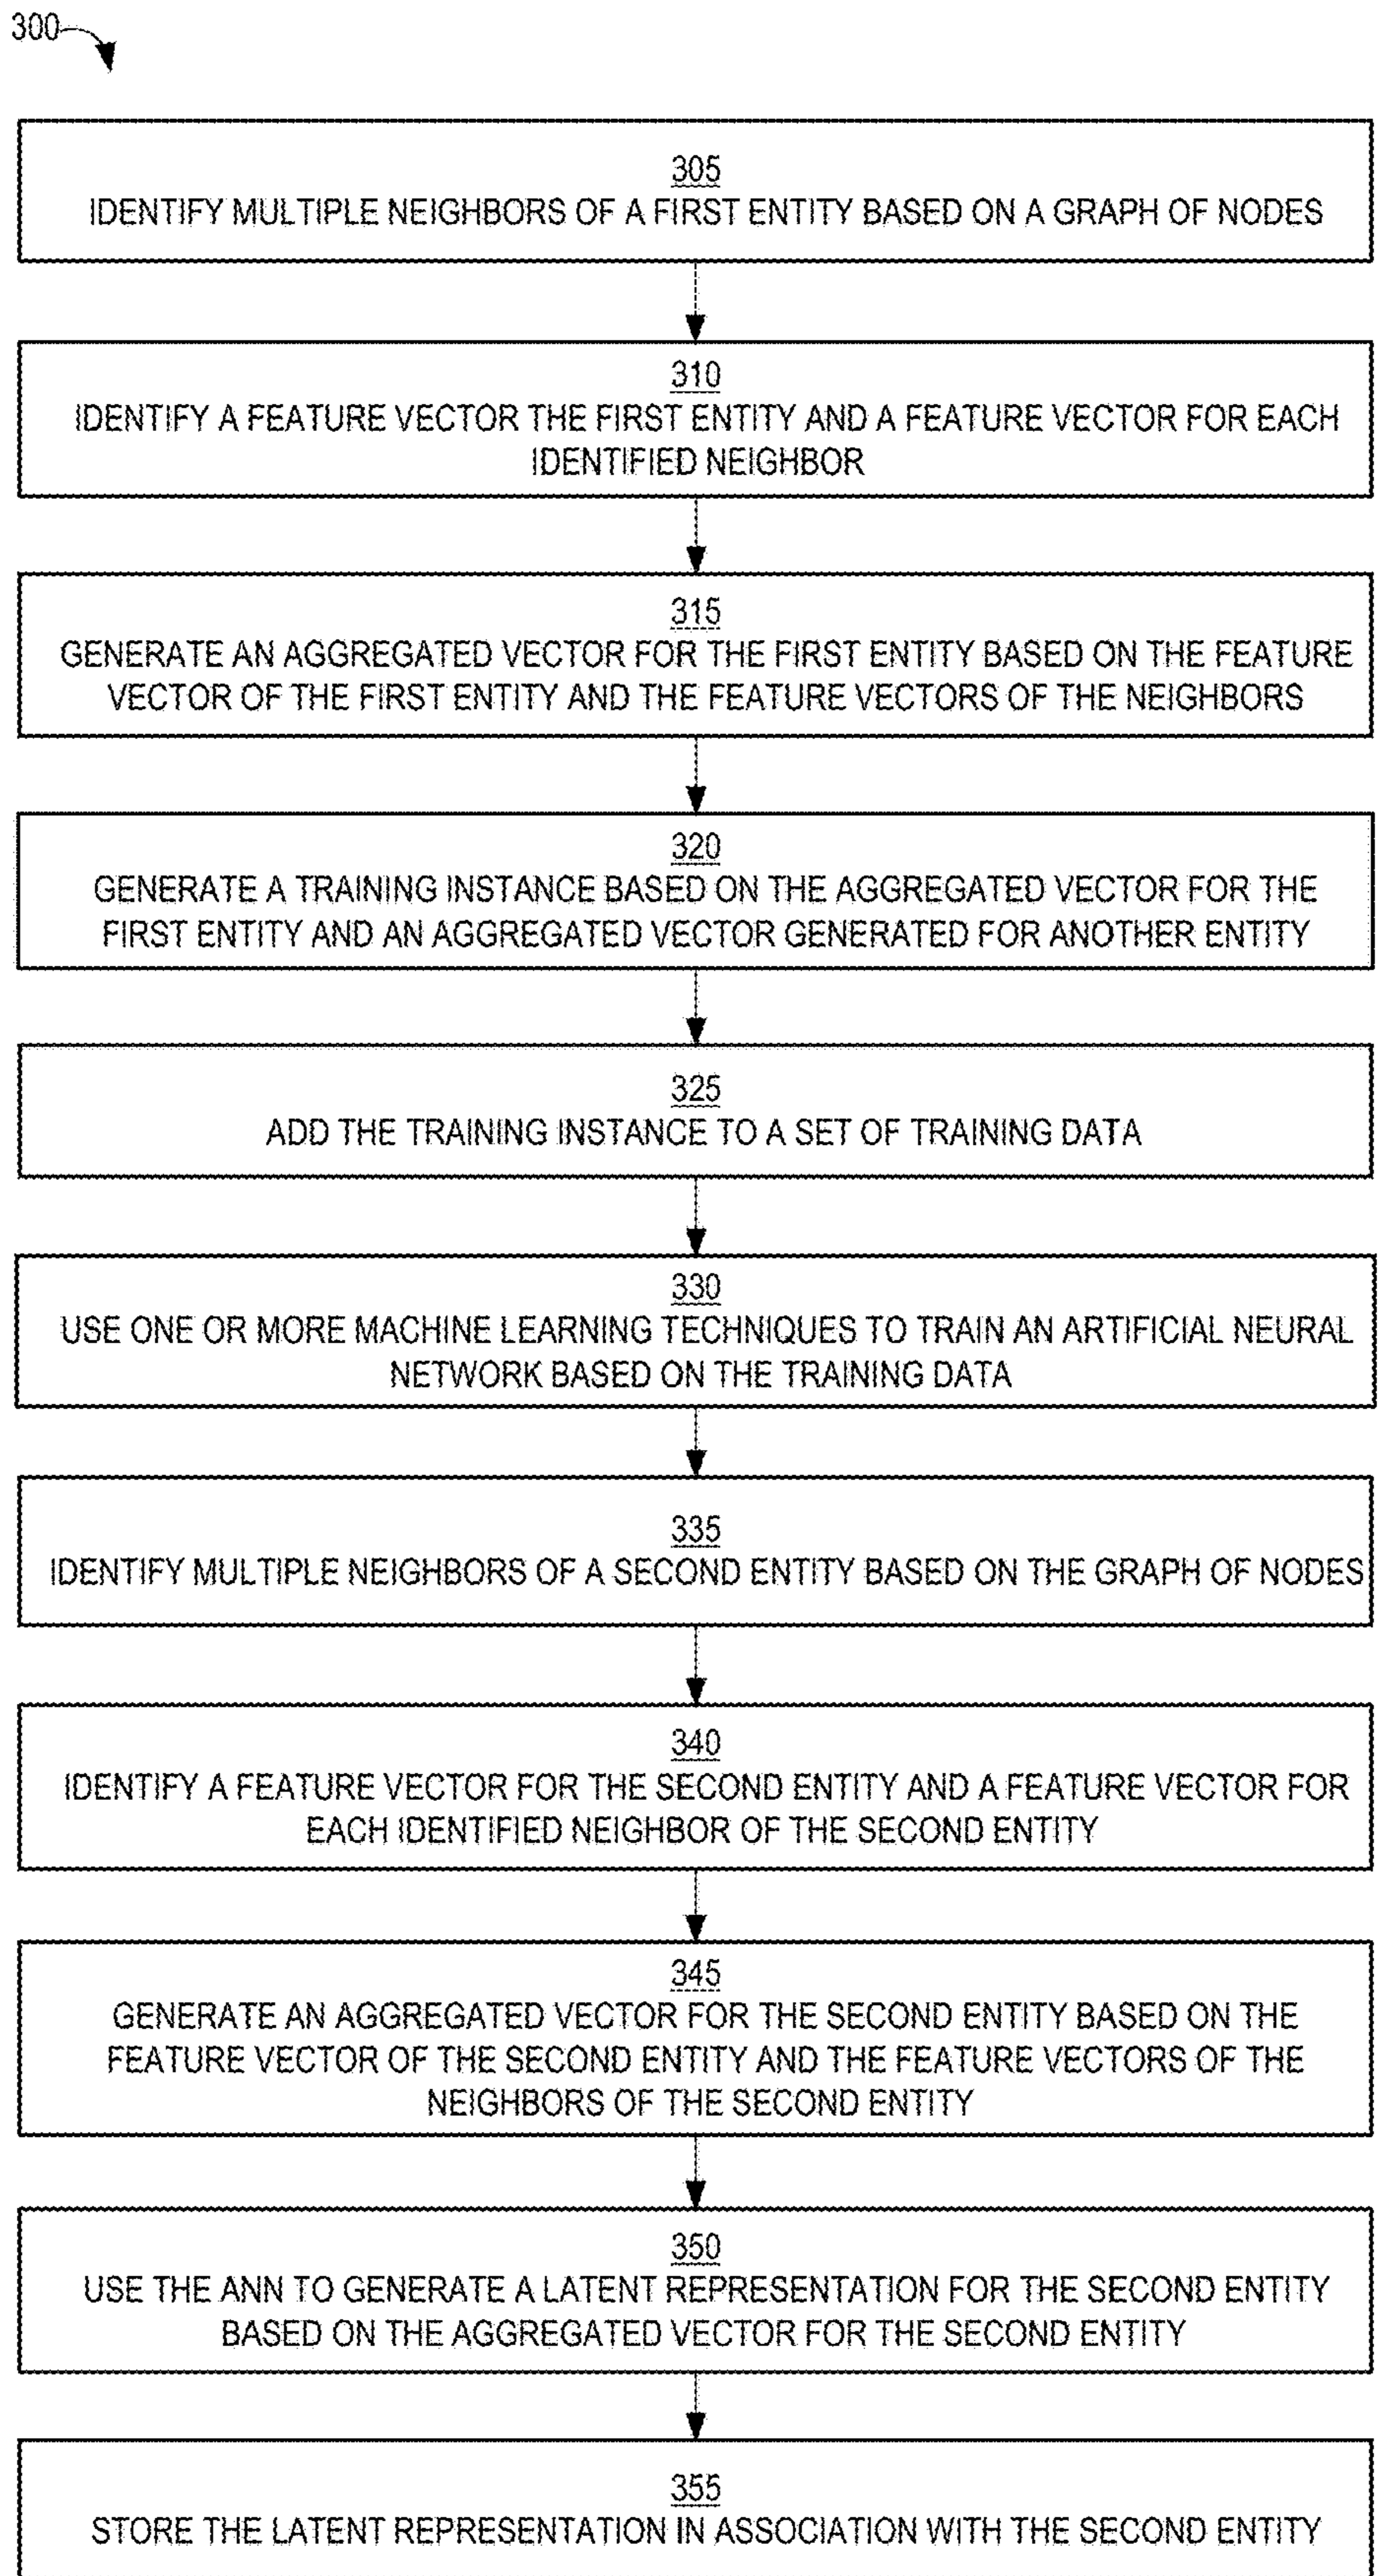 300
305
IDENTIFY MULTIPLE NEIGHBORS OF A FIRST ENTITY BASED ON A GRAPH OF NODES
310
IDENTIFY A FEATURE VECTOR THE FIRST ENTITY AND A FEATURE VECTOR FOR EACH
IDENTIFIED NEIGHBOR
315
GENERATE AN AGGREGATED VECTOR FOR THE FIRST ENTITY BASED ON THE FEATURE
VECTOR OF THE FIRST ENTITY AND THE FEATURE VECTORS OF THE NEIGHBORS
320
GENERATE A TRAINING INSTANCE BASED ON THE AGGREGATED VECTOR FOR THE
FIRST ENTITY AND AN AGGREGATED VECTOR GENERATED FOR ANOTHER ENTITY
325
ADD THE TRAINING INSTANCE TO A SET OF TRAINING DATA
330
USE ONE OR MORE MACHINE LEARNING TECHNIQUES TO TRAIN AN ARTIFICIAL NEURAL
NETWORK BASED ON THE TRAINING DATA
335
IDENTIFY MULTIPLE NEIGHBORS OF A SECOND ENTITY BASED ON THE GRAPH OF NODES
340
IDENTIFY A FEATURE VECTOR FOR THE SECOND ENTITY AND A FEATURE VECTOR FOR
EACH IDENTIFIED NEIGHBOR OF THE SECOND ENTITY
345
GENERATE AN AGGREGATED VECTOR FOR THE SECOND ENTITY BASED ON THE
FEATURE VECTOR OF THE SECOND ENTITY AND THE FEATURE VECTORS OF THE
NEIGHBORS OF THE SECOND ENTITY
350
USE THE ANN TO GENERATE A LATENT REPRESENTATION FOR THE SECOND ENTITY
BASED ON THE AGGREGATED VECTOR FOR THE SECOND ENTITY
355
STORE THE LATENT REPRESENTATION IN ASSOCIATION WITH THE SECOND ENTITY